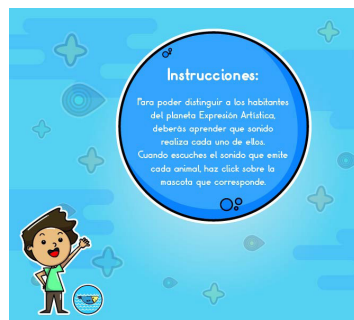 Instrucciones:
Para poder distinguir a los habitantes
del planeta Expresión Artística,
deberás aprender que sonido
realiza cada uno de ellos.
Cuando escuches el sonido que emite
cada animal, haz click sobre la
mascota que corresponde.